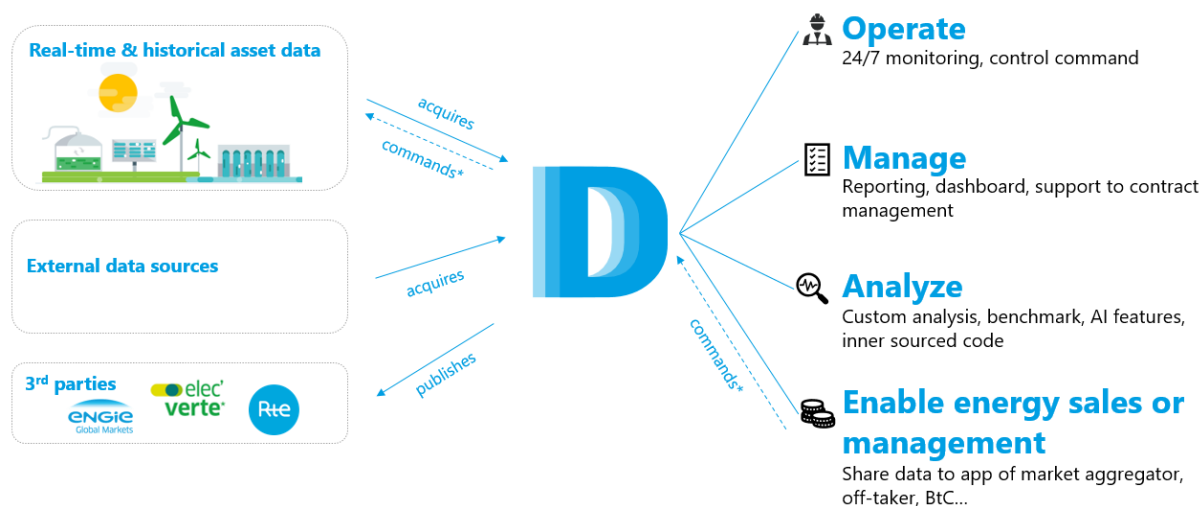 Real-time & historical asset data
acquires
commands*
External data sources
acquires
publishes
3rd parties
ENGIE
Global Markets
elec'
verte®
Rte
D
commands*
Operate
24/7 monitoring, control command
Manage
Reporting, dashboard, support to contract
management
Analyze
Custom analysis, benchmark, AI features,
inner sourced code
Enable energy sales or
management
Share data to app of market aggregator,
off-taker, BtC...